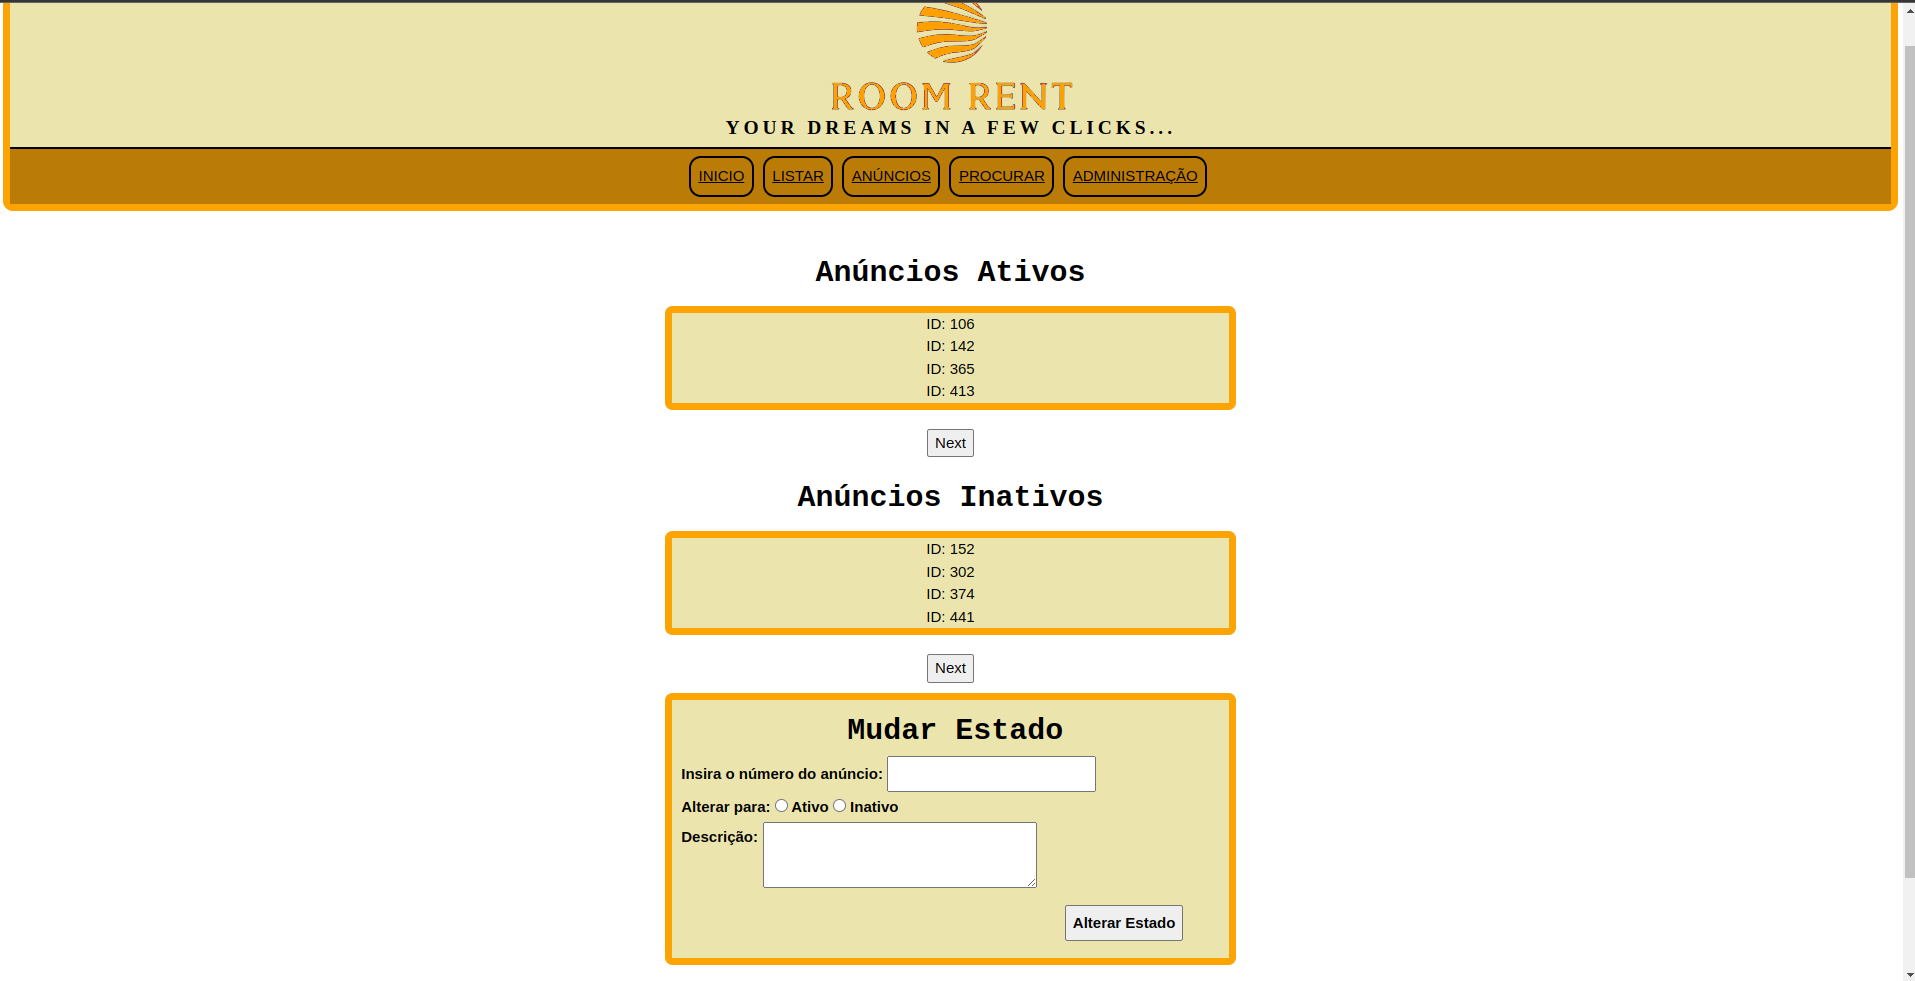 ROOM RENT
YOUR DREAMS IN A FEW CLICKS...
INICIO LISTAR ANÚNCIOS PROCURAR ADMINISTRAÇÃO
Anúncios Ativos
ID: 106
ID: 142
ID: 365
ID: 413
Next
Anúncios Inativos
ID: 152
ID: 302
ID: 374
ID: 441
Next
Mudar Estado
Insira o número do anúncio:
Alterar para: Ativo Inativo
Descrição:
Alterar Estado